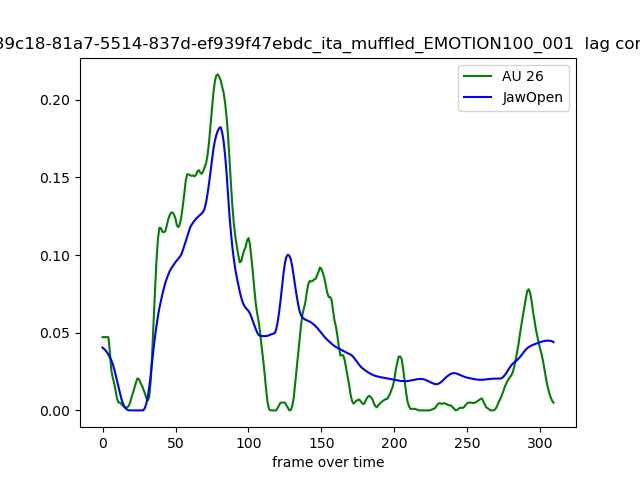 39c18-81a7-5514-837d-ef939f47ebdc_ita_muffled_EMOTION100_001 lag cor
AU 26
JawOpen
0.20
0.15
0.10
0.05
0.00
0 50 100 150 200 250 300
frame over time